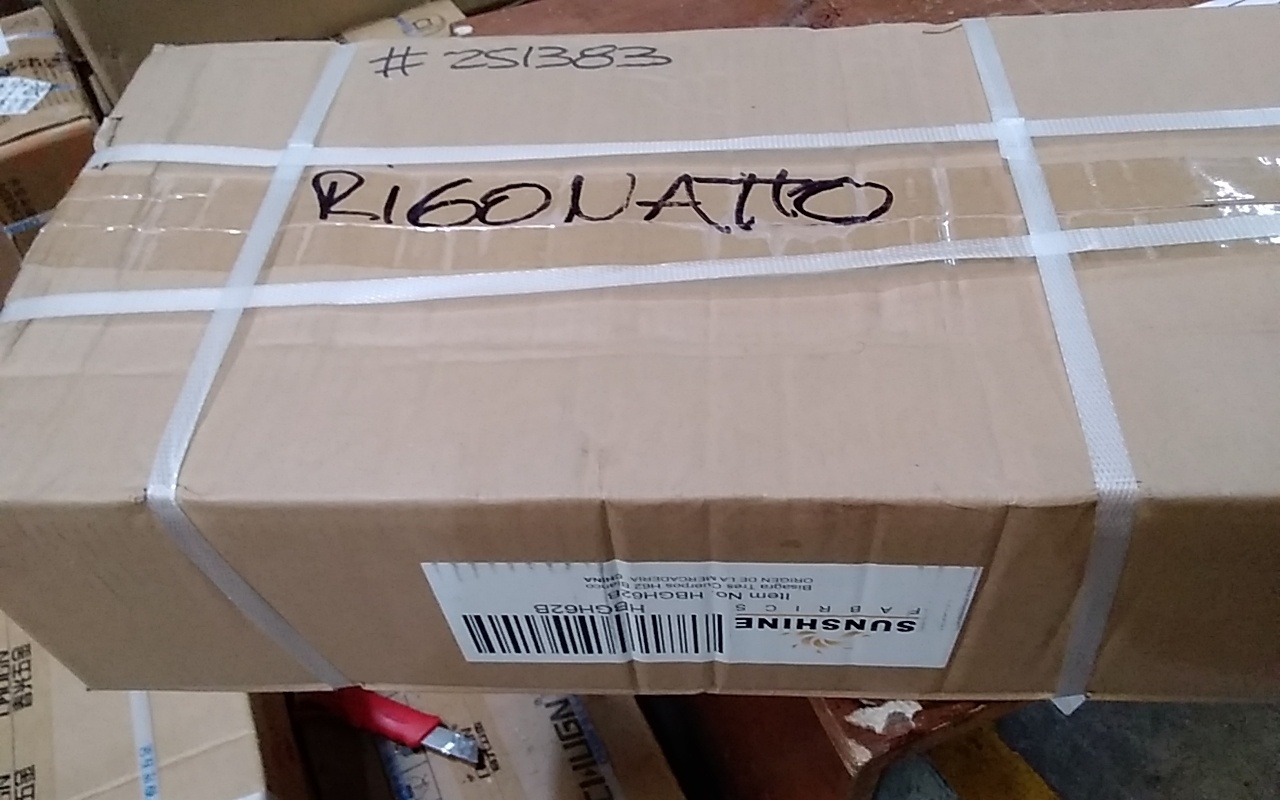 # 251383
RIGONATTO
SUNSHINE
FABRICS
HBGH62B
Item No. HBGH62B
Bisagra Tres Cuerpos H62 Blanco
ORIGEN DE LA MERCADERIA CHINA